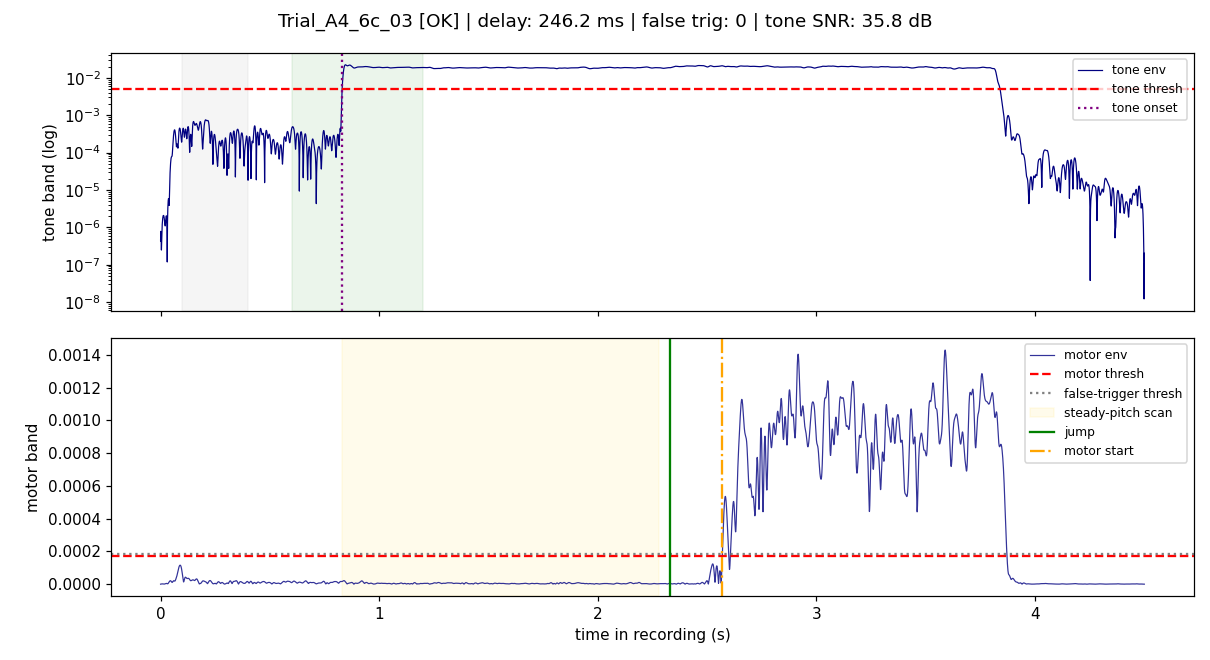 Trial_A4_6c_03 [OK] | delay: 246.2 ms | false trig: 0 | tone SNR: 35.8 dB
tone band (log)
10⁻²
10⁻³
10⁻⁴
10⁻⁵
10⁻⁶
10⁻⁷
10⁻⁸
tone env
tone thresh
tone onset
motor band
0.0014
0.0012
0.0010
0.0008
0.0006
0.0004
0.0002
0.0000
motor env
motor thresh
false-trigger thresh
steady-pitch scan
jump
motor start
0 1 2 3 4
time in recording (s)